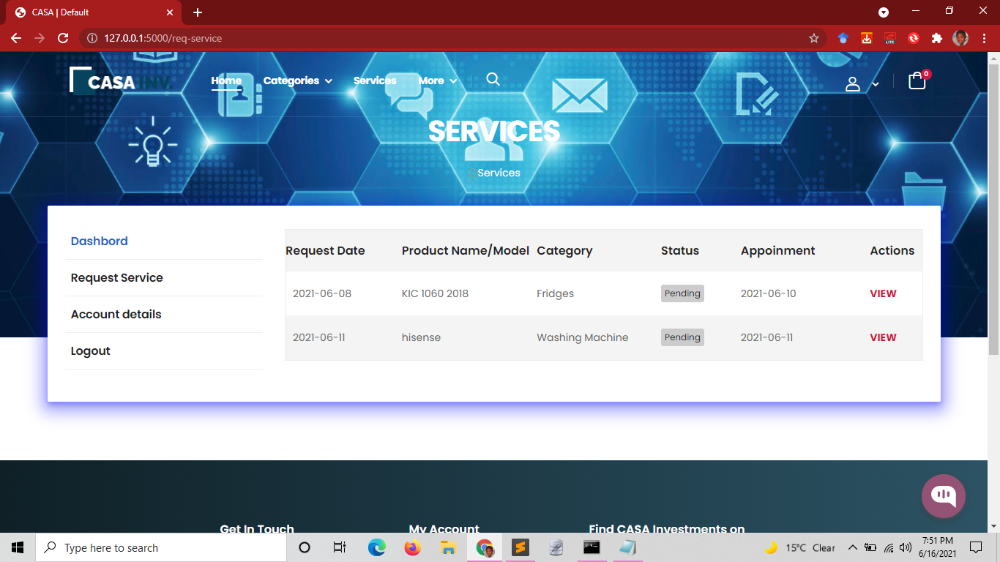 CASA | Default
127.0.0.1:5000/req-service
LITE
CASA INV.
Home Categories Services More
0
SERVICES
Services
Dashbord
Request Service
Account details
Logout
Request Date Product Name/Model Category Status Appoinment Actions
2021-06-08 KIC 1060 2018 Fridges Pending 2021-06-10 VIEW
2021-06-11 hisense Washing Machine Pending 2021-06-11 VIEW
Get In Touch My Account Find CASA Investments on
Type here to search
15°C Clear
7:51 PM
6/16/2021